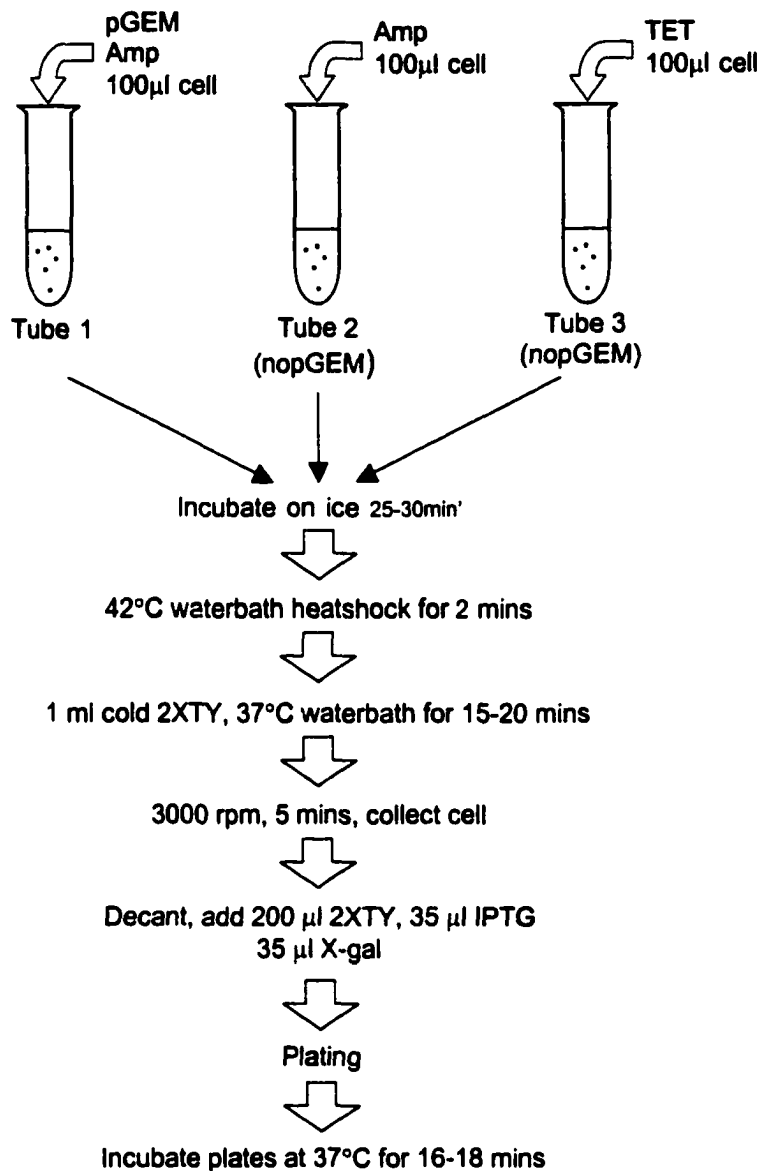 pGEM
Amp
100µl cell
Amp
100µl cell
TET
100µl cell
Tube 1
Tube 2
(nopGEM)
Tube 3
(nopGEM)
Incubate on ice 25-30min'
42°C waterbath heatshock for 2 mins
1 ml cold 2XTY, 37°C waterbath for 15-20 mins
3000 rpm, 5 mins, collect cell
Decant, add 200 µl 2XTY, 35 µl IPTG
35 µl X-gal
Plating
Incubate plates at 37°C for 16-18 mins